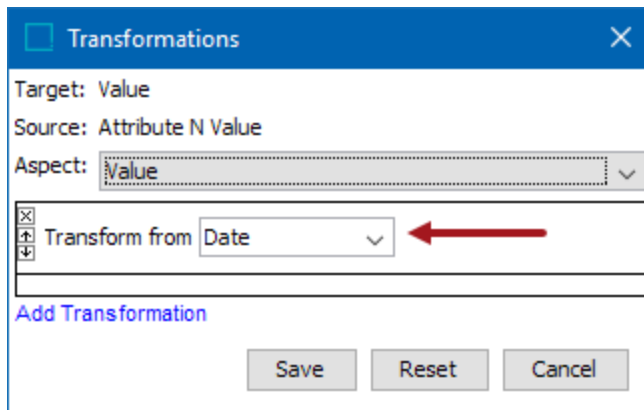 Transformations
Target: Value
Source: Attribute N Value
Aspect: Value
Transform from Date
Add Transformation
Save Reset Cancel